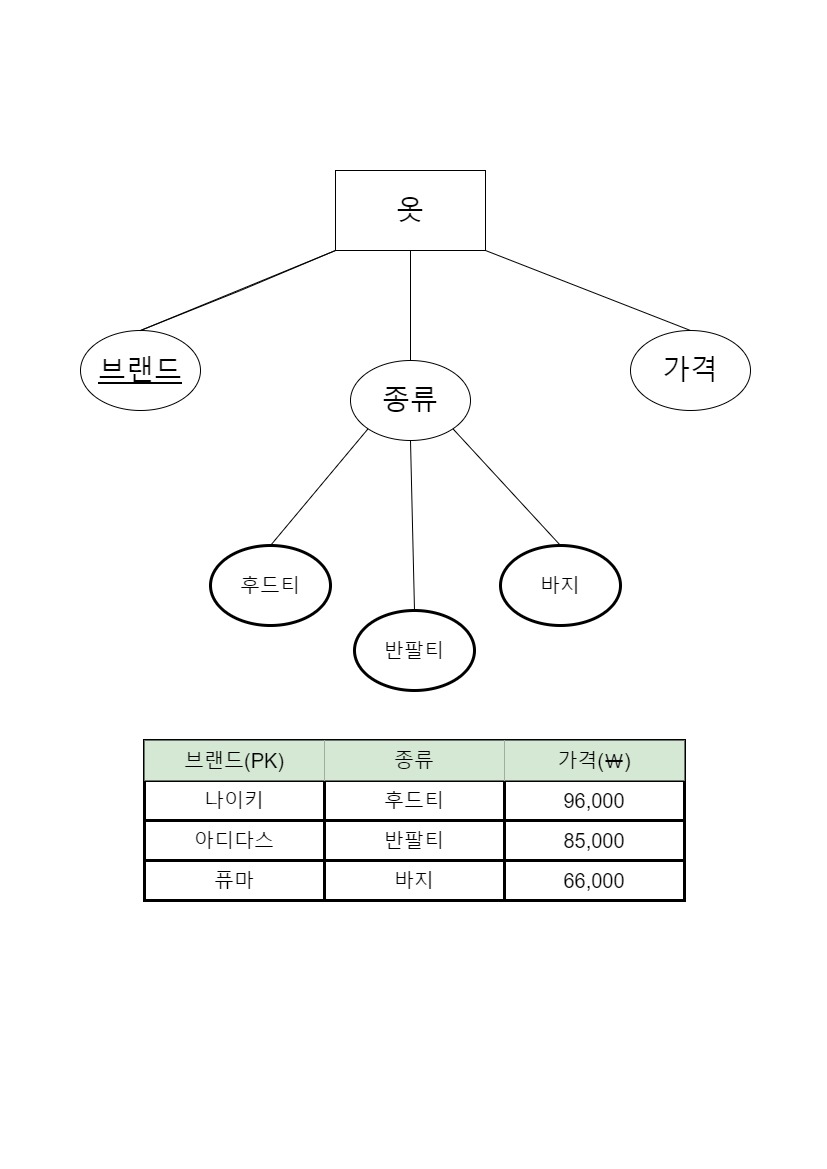 옷
브랜드
종류
가격
후드티
반팔티
바지
브랜드(PK) 종류 가격(₩)
나이키 후드티 96,000
아디다스 반팔티 85,000
퓨마 바지 66,000